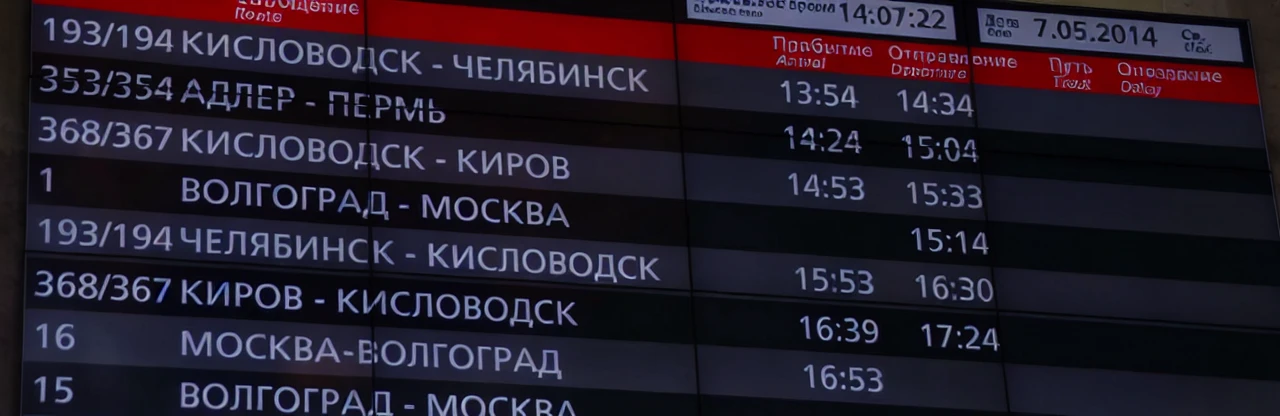 14:07:22 7.05.2014
Прибытие Отправление Путь
Route Arrival
193/194 КИСЛОВОДСК - ЧЕЛЯБИНСК 13:54 14:34
353/354 АДЛЕР - ПЕРМЬ 14:24 15:04
368/367 КИСЛОВОДСК - КИРОВ 14:53 15:33
1 ВОЛГОГРАД - МОСКВА 15:14
193/194 ЧЕЛЯБИНСК - КИСЛОВОДСК 15:53 16:30
368/367 КИРОВ - КИСЛОВОДСК 16:39 17:24
16 МОСКВА-ВОЛГОГРАД 16:53
15 ВОЛГОГРАД - МОСКВА